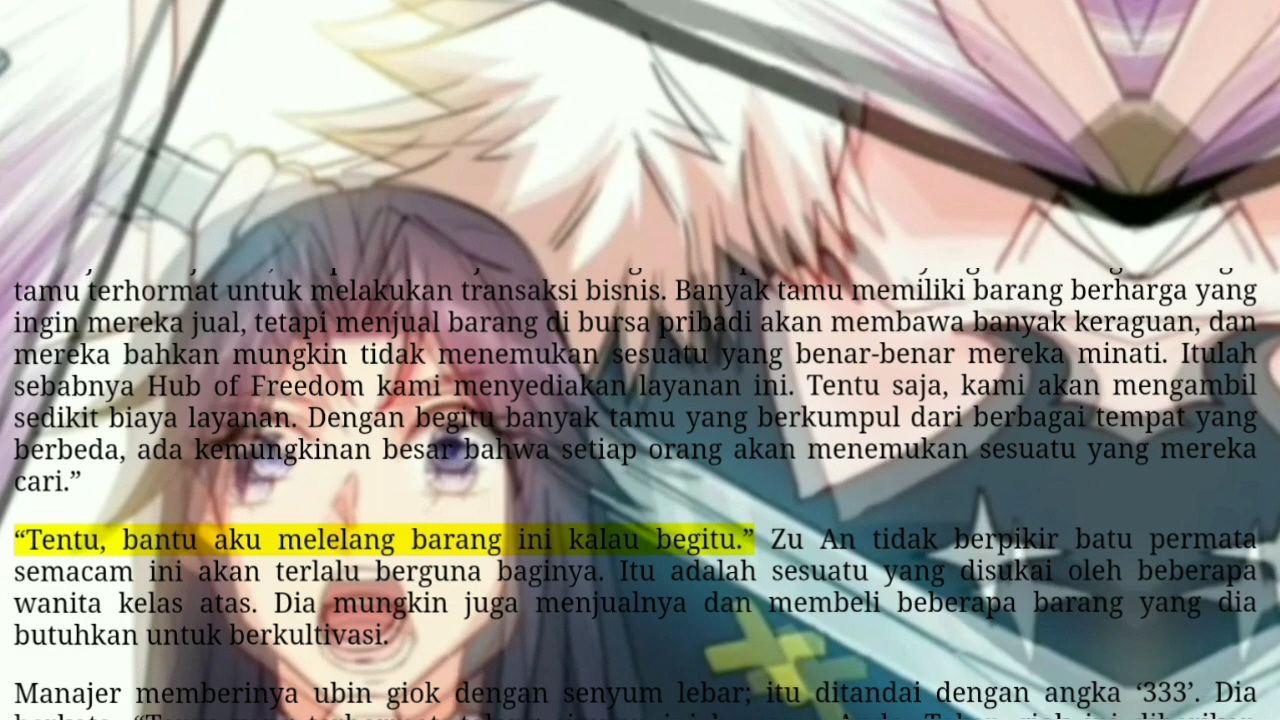 tamu terhormat untuk melakukan transaksi bisnis. Banyak tamu memiliki barang berharga yang
ingin mereka jual, tetapi menjual barang di bursa pribadi akan membawa banyak keraguan, dan
mereka bahkan mungkin tidak menemukan sesuatu yang benar-benar mereka minati. Itulah
sebabnya Hub of Freedom kami menyediakan layanan ini. Tentu saja, kami akan mengambil
sedikit biaya layanan. Dengan begitu banyak tamu yang berkumpul dari berbagai tempat yang
berbeda, ada kemungkinan besar bahwa setiap orang akan menemukan sesuatu yang mereka
cari.”
“Tentu, bantu aku melelang barang ini kalau begitu.” Zu An tidak berpikir batu permata
semacam ini akan terlalu berguna baginya. Itu adalah sesuatu yang disukai oleh beberapa
wanita kelas atas. Dia mungkin juga menjualnya dan membeli beberapa barang yang dia
butuhkan untuk berkultivasi.
Manajer memberinya ubin giok dengan senyum lebar; itu ditandai dengan angka ‘333’. Dia